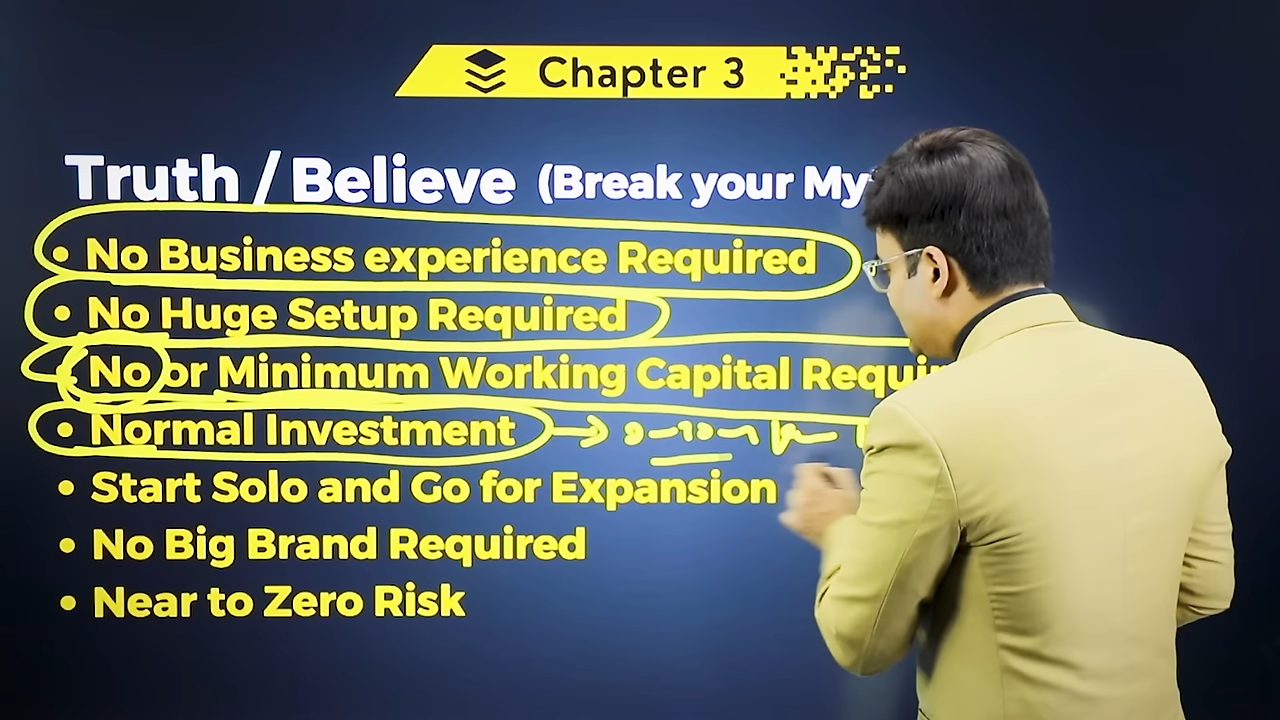 Chapter 3
Truth / Believe (Break your My
• No Business experience Required
• No Huge Setup Required
• No or Minimum Working Capital Requi
• Normal Investment →
• Start Solo and Go for Expansion
• No Big Brand Required
• Near to Zero Risk